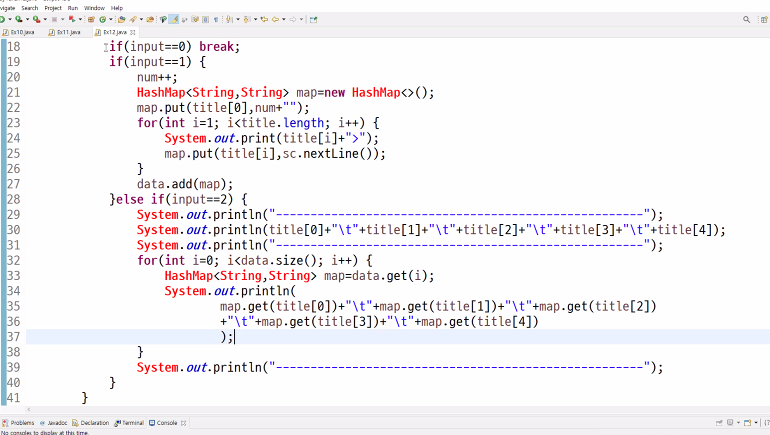 vigate Search Project Run Window Help
Ex10.java Ex11.java Ex12.java
18 if(input==0) break;
19 if(input==1) {
20 num++;
21 HashMap<String,String> map=new HashMap<>();
22 map.put(title[0],num+"");
23 for(int i=1; i<title.length; i++) {
24 System.out.print(title[i]+">");
25 map.put(title[i],sc.nextLine());
26 }
27 data.add(map);
28 }else if(input==2) {
29 System.out.println("-----------------------------------------------------");
30 System.out.println(title[0]+"\t"+title[1]+"\t"+title[2]+"\t"+title[3]+"\t"+title[4]);
31 System.out.println("-----------------------------------------------------");
32 for(int i=0; i<data.size(); i++) {
33 HashMap<String,String> map=data.get(i);
34 System.out.println(
35 map.get(title[0])+"\t"+map.get(title[1])+"\t"+map.get(title[2])
36 +"\t"+map.get(title[3])+"\t"+map.get(title[4])
37 );
38 }
39 System.out.println("-----------------------------------------------------");
40 }
41 }
Problems Javadoc Declaration Terminal Console
No consoles to display at this time.